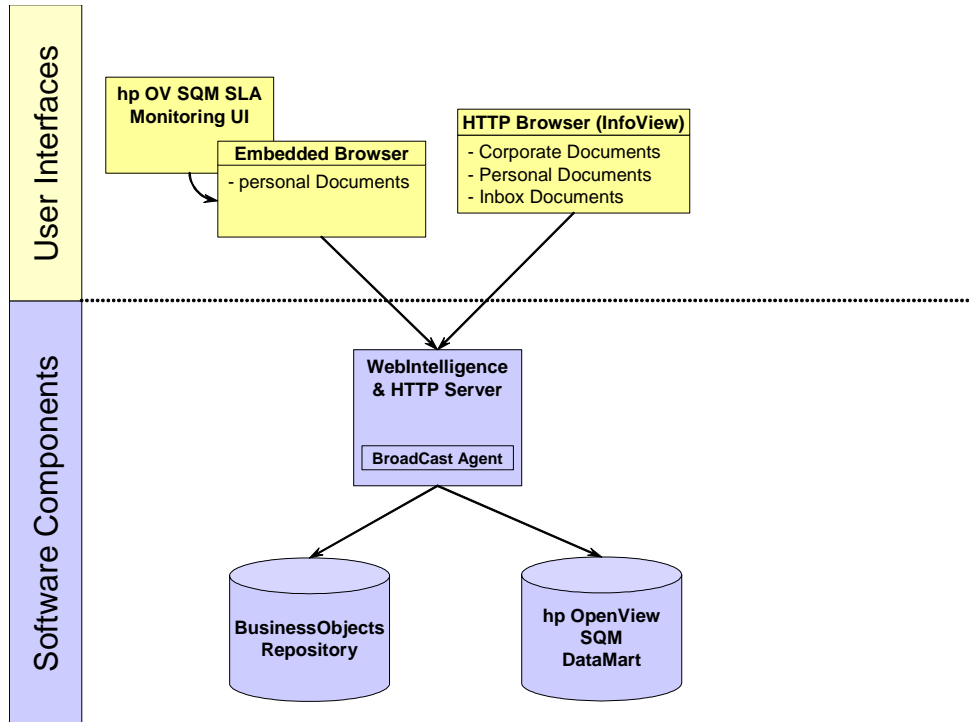 User Interfaces
hp OV SQM SLA
Monitoring UI
Embedded Browser
- personal Documents
HTTP Browser (InfoView)
- Corporate Documents
- Personal Documents
- Inbox Documents
Software Components
WebIntelligence
& HTTP Server
BroadCast Agent
BusinessObjects
Repository
hp OpenView
SQM
DataMart